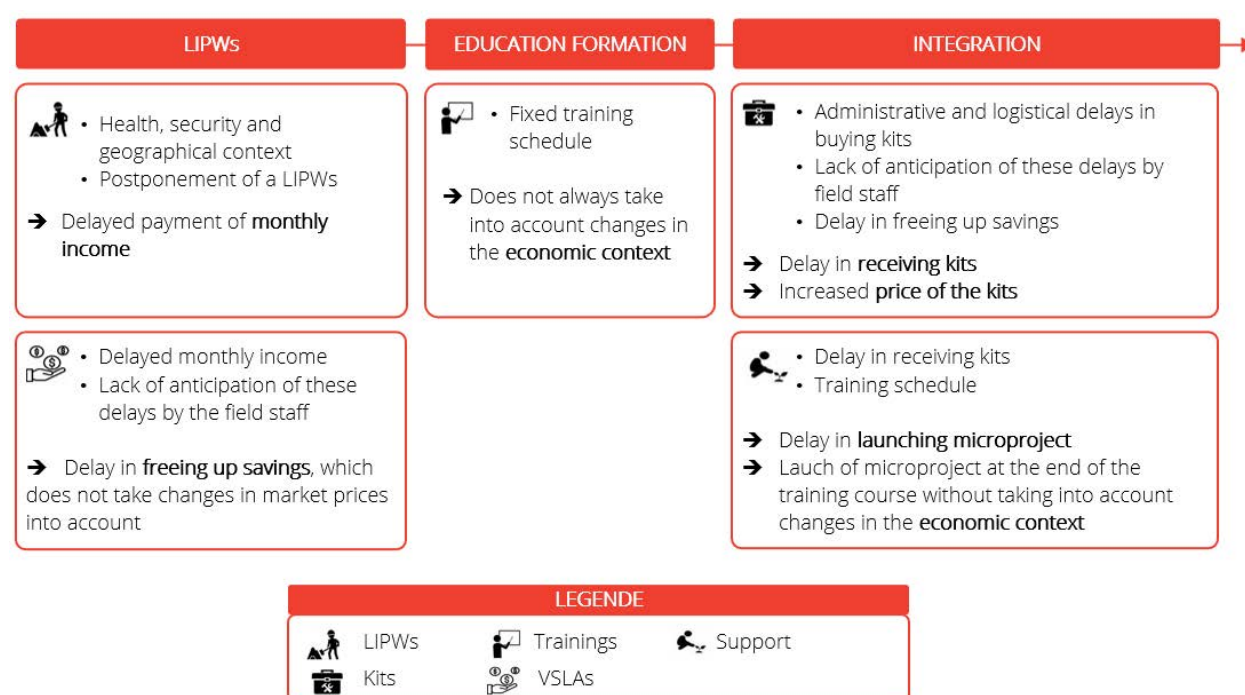 LIPWs
EDUCATION FORMATION
INTEGRATION
• Health, security and
geographical context
• Postponement of a LIPWs
➔ Delayed payment of monthly
income
• Delayed monthly income
• Lack of anticipation of these
delays by the field staff
➔ Delay in freeing up savings, which
does not take changes in market prices
into account
• Fixed training
schedule
➔ Does not always take
into account changes in
the economic context
• Administrative and logistical delays in
buying kits
• Lack of anticipation of these delays by
field staff
• Delay in freeing up savings
➔ Delay in receiving kits
➔ Increased price of the kits
• Delay in receiving kits
• Training schedule
➔ Delay in launching microproject
➔ Lauch of microproject at the end of the
training course without taking into account
changes in the economic context
LEGENDE
LIPWs
Trainings
Support
Kits
VSLAs